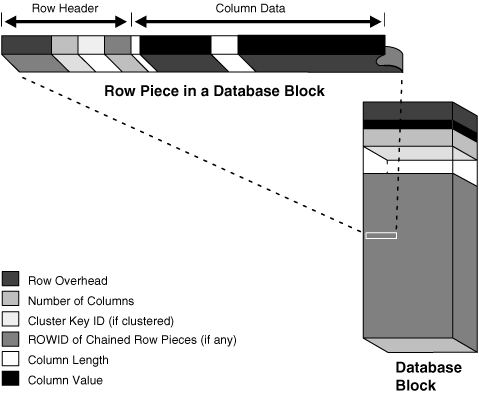 Row Header
Column Data
Row Piece in a Database Block
Row Overhead
Number of Columns
Cluster Key ID (if clustered)
ROWID of Chained Row Pieces (if any)
Column Length
Column Value
Database
Block